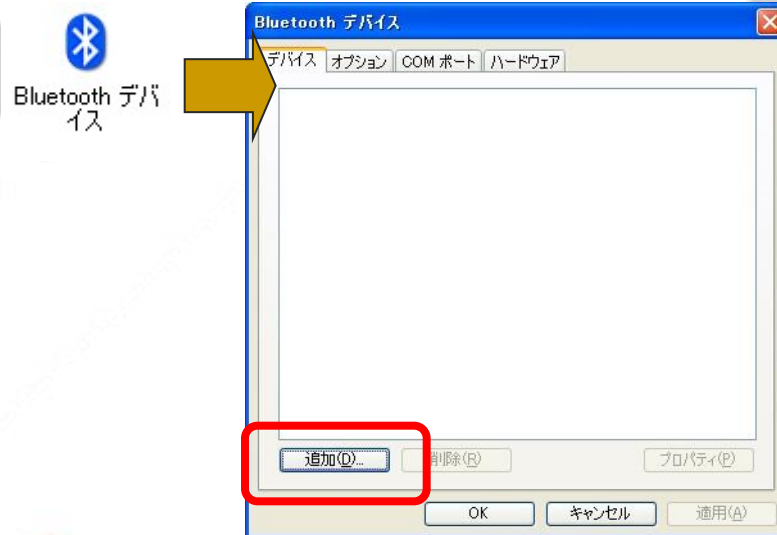 Bluetooth デバ
イス
Bluetooth デバイス
デバイス オプション COM ポート ハードウェア
追加(D)... 削除(R) プロパティ(P)
OK キャンセル 適用(A)